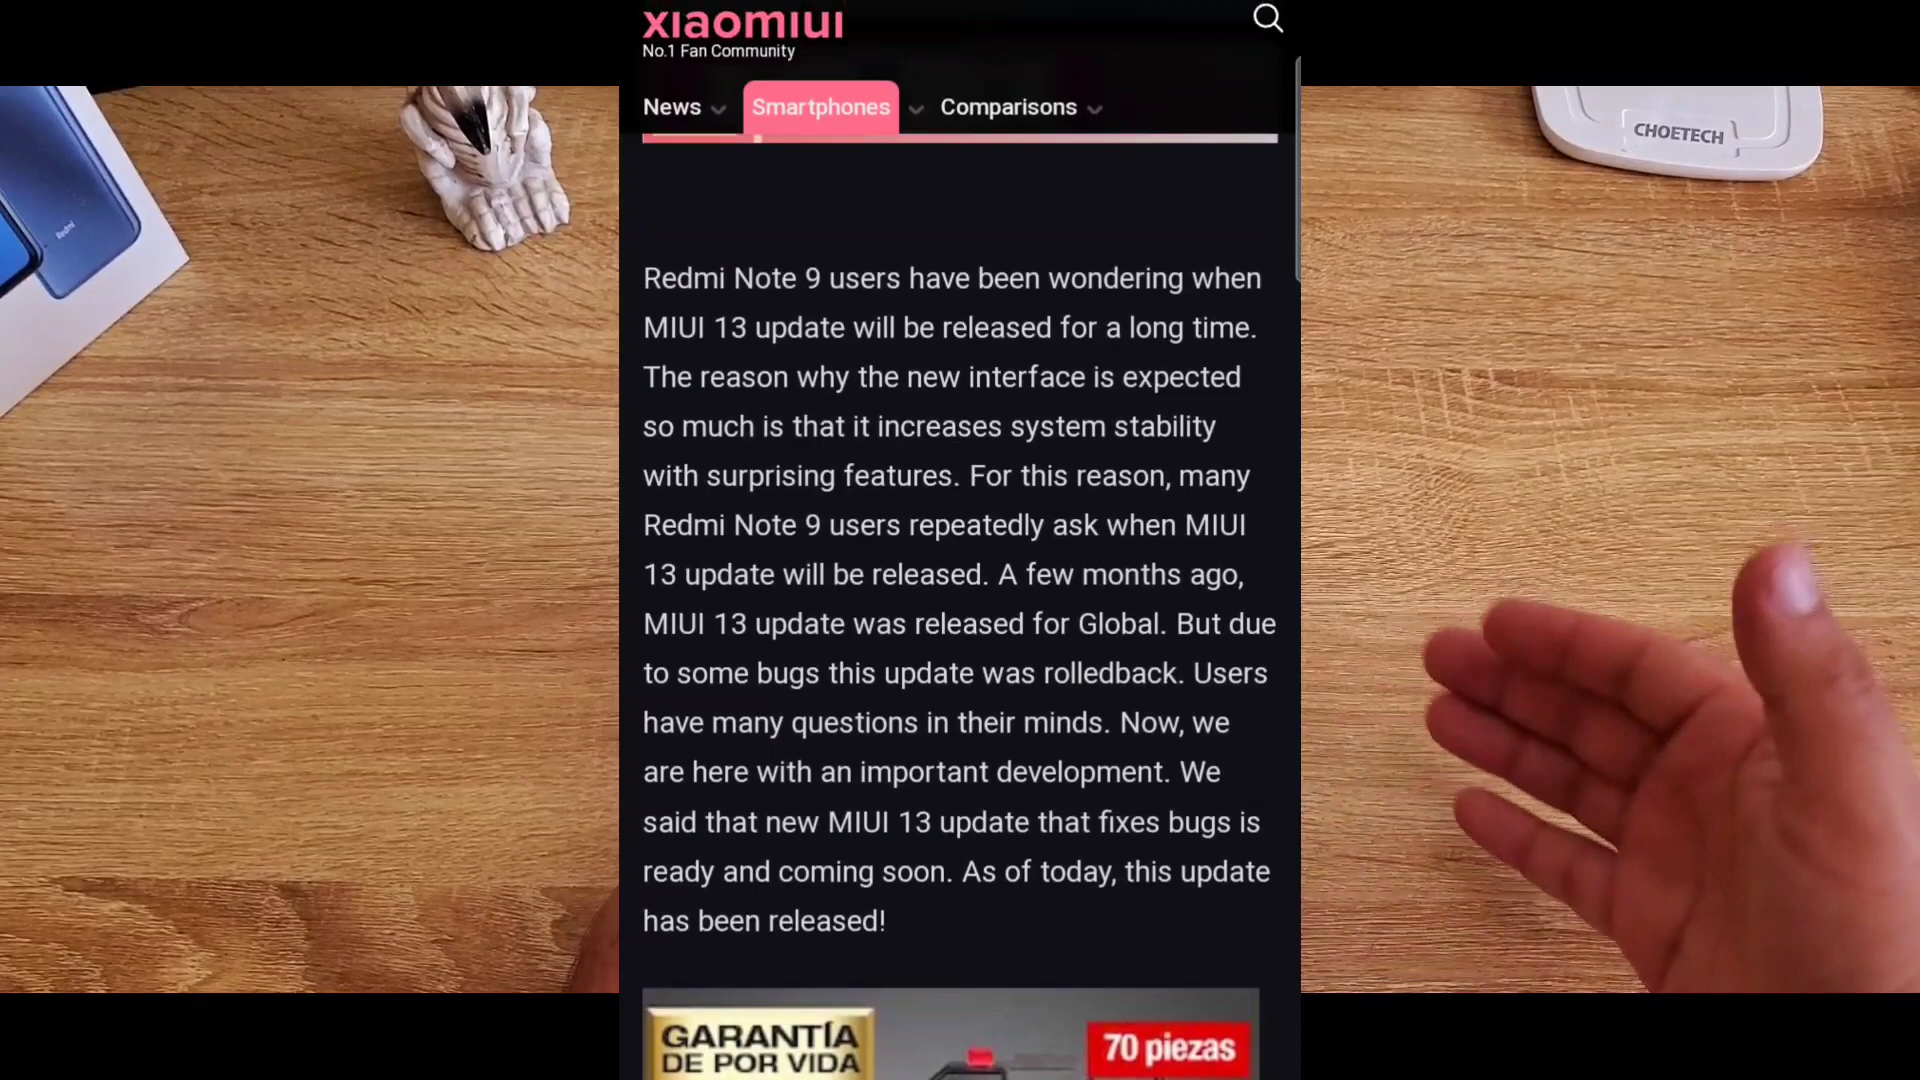 xiaomiui
No.1 Fan Community
News
Smartphones
Comparisons
CHOETECH
Redmi
Redmi Note 9 users have been wondering when
MIUI 13 update will be released for a long time.
The reason why the new interface is expected
so much is that it increases system stability
with surprising features. For this reason, many
Redmi Note 9 users repeatedly ask when MIUI
13 update will be released. A few months ago,
MIUI 13 update was released for Global. But due
to some bugs this update was rolledback. Users
have many questions in their minds. Now, we
are here with an important development. We
said that new MIUI 13 update that fixes bugs is
ready and coming soon. As of today, this update
has been released!
GARANTÍA
DE POR VIDA
70 piezas